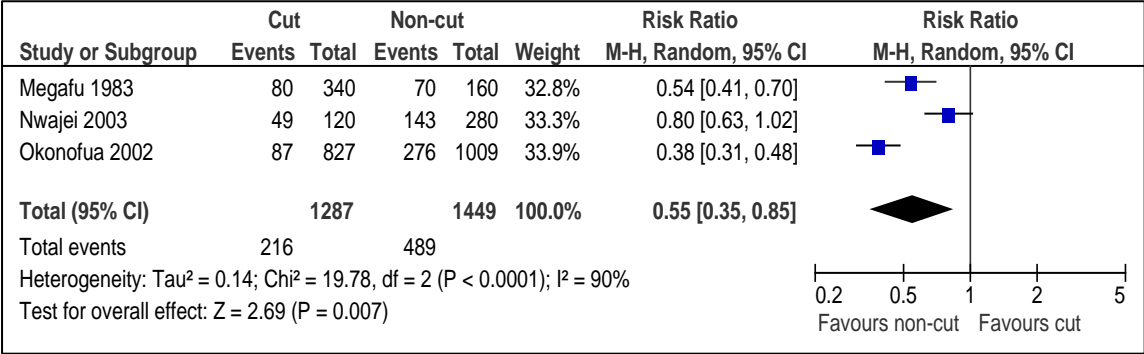 Cut Non-cut Risk Ratio Risk Ratio
Study or Subgroup Events Total Events Total Weight M-H, Random, 95% CI M-H, Random, 95% CI
Megafu 1983 80 340 70 160 32.8% 0.54 [0.41, 0.70]
Nwajei 2003 49 120 143 280 33.3% 0.80 [0.63, 1.02]
Okonofua 2002 87 827 276 1009 33.9% 0.38 [0.31, 0.48]
Total (95% CI) 1287 1449 100.0% 0.55 [0.35, 0.85]
Total events 216 489
Heterogeneity: Tau² = 0.14; Chi² = 19.78, df = 2 (P < 0.0001); I² = 90%
Test for overall effect: Z = 2.69 (P = 0.007)
0.2 0.5 1 2 5
Favours non-cut Favours cut